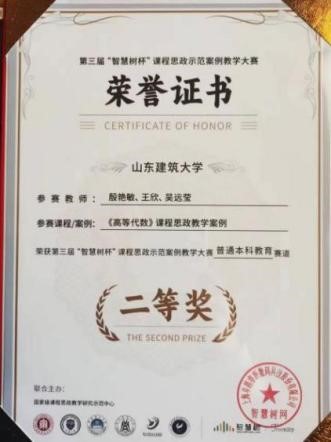 第三届“智慧树杯”课程思政示范案例教学大赛
荣誉证书
CERTIFICATE OF HONOR
山东建筑大学
参赛教师：殷艳敏、王欣、吴远莹
参赛课程/案例：《高等代数》课程思政教学案例
荣获第三届“智慧树杯”课程思政示范案例教学大赛 普通本科教育 赛道
二等奖
THE SECOND PRIZE
联合主办：
国家级课程思政教学研究示范中心
智慧树
智慧树网